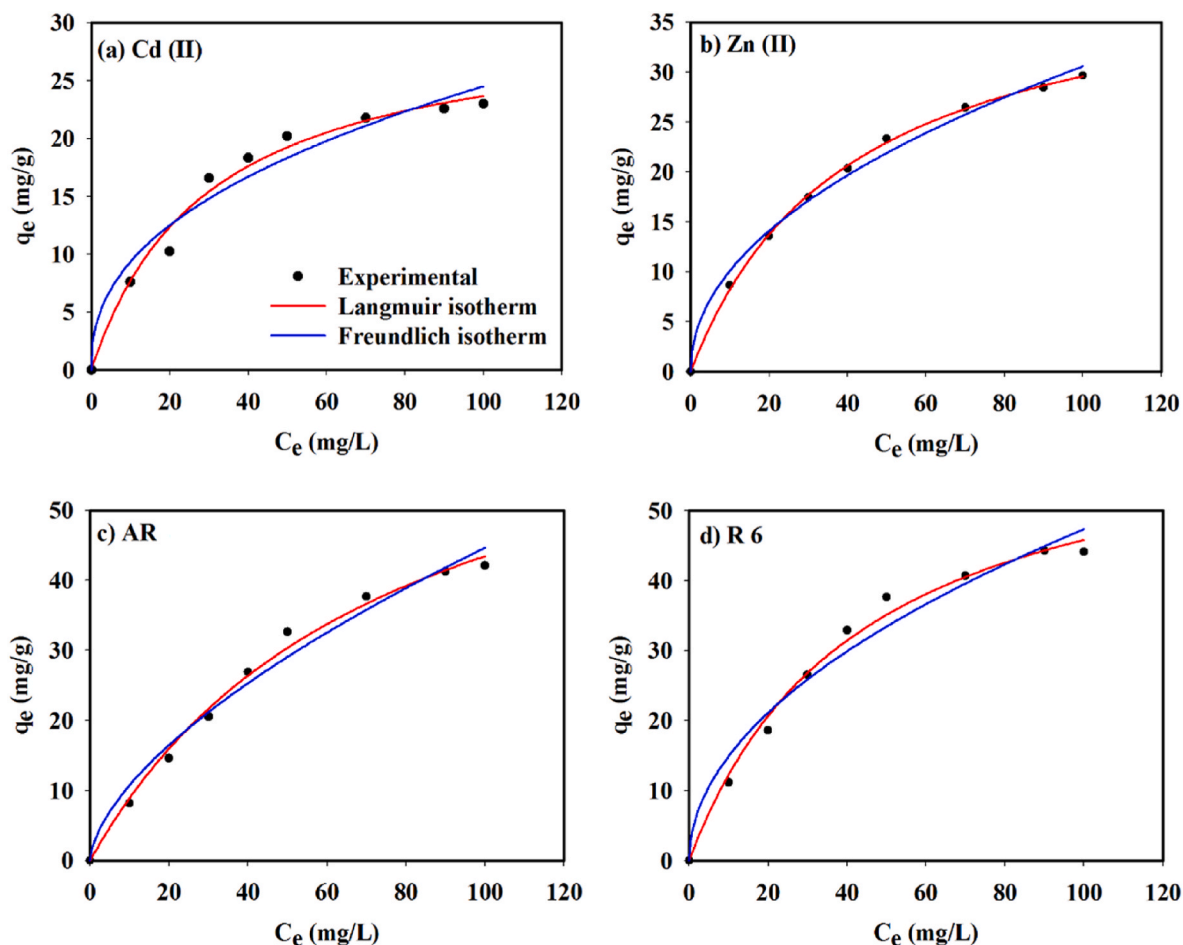 (a) Cd (II)
30
25
20
15
10
5
0
qe (mg/g)
Experimental
Langmuir isotherm
Freundlich isotherm
0 20 40 60 80 100 120
Ce (mg/L)
b) Zn (II)
35
30
25
20
15
10
5
0
qe (mg/g)
0 20 40 60 80 100 120
Ce (mg/L)
c) AR
50
40
30
20
10
0
qe (mg/g)
0 20 40 60 80 100 120
Ce (mg/L)
d) R 6
50
40
30
20
10
0
qe (mg/g)
0 20 40 60 80 100 120
Ce (mg/L)